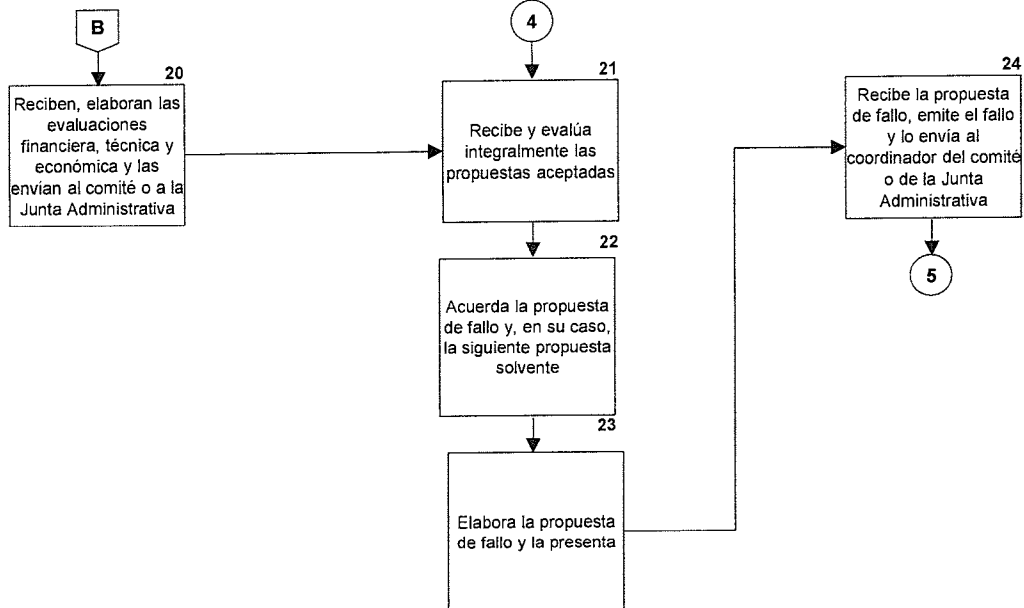 B
20
Reciben, elaboran las
evaluaciones
financiera, técnica y
económica y las
envían al comité o a la
Junta Administrativa
4
21
Recibe y evalúa
integralmente las
propuestas aceptadas
22
Acuerda la propuesta
de fallo y, en su caso,
la siguiente propuesta
solvente
23
Elabora la propuesta
de fallo y la presenta
24
Recibe la propuesta
de fallo, emite el fallo
y lo envía al
coordinador del comité
o de la Junta
Administrativa
5